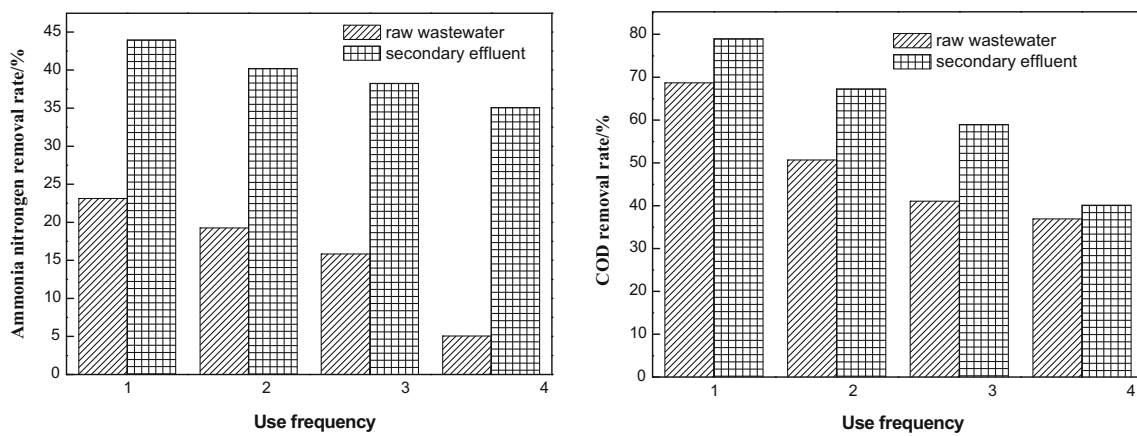 Ammonia nitrongen removal rate/%
45
40
35
30
25
20
15
10
5
0
raw wastewater
secondary effluent
1 2 3 4
Use frequency
COD removal rate/%
80
70
60
50
40
30
20
10
0
raw wastewater
secondary effluent
1 2 3 4
Use frequency